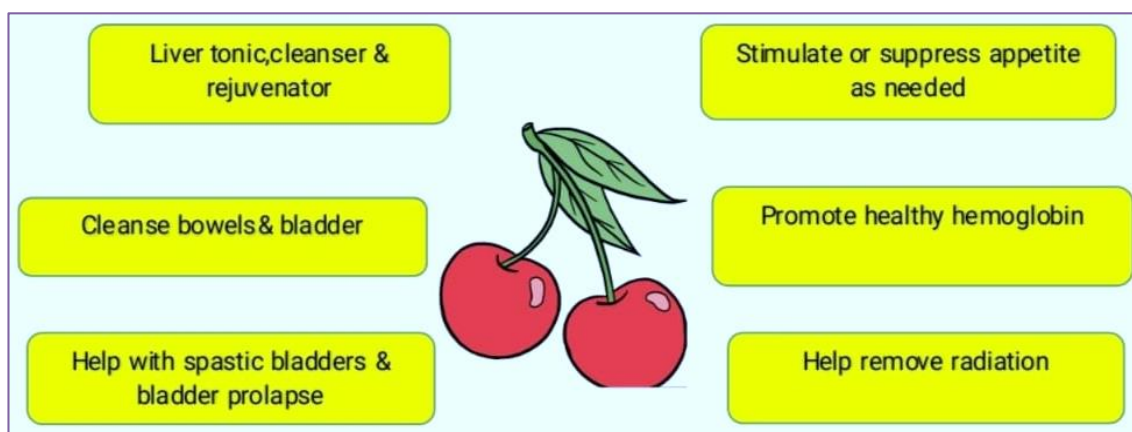 Liver tonic,cleanser &
rejuvenator
Stimulate or suppress appetite
as needed
Cleanse bowels& bladder
Promote healthy hemoglobin
Help with spastic bladders &
bladder prolapse
Help remove radiation